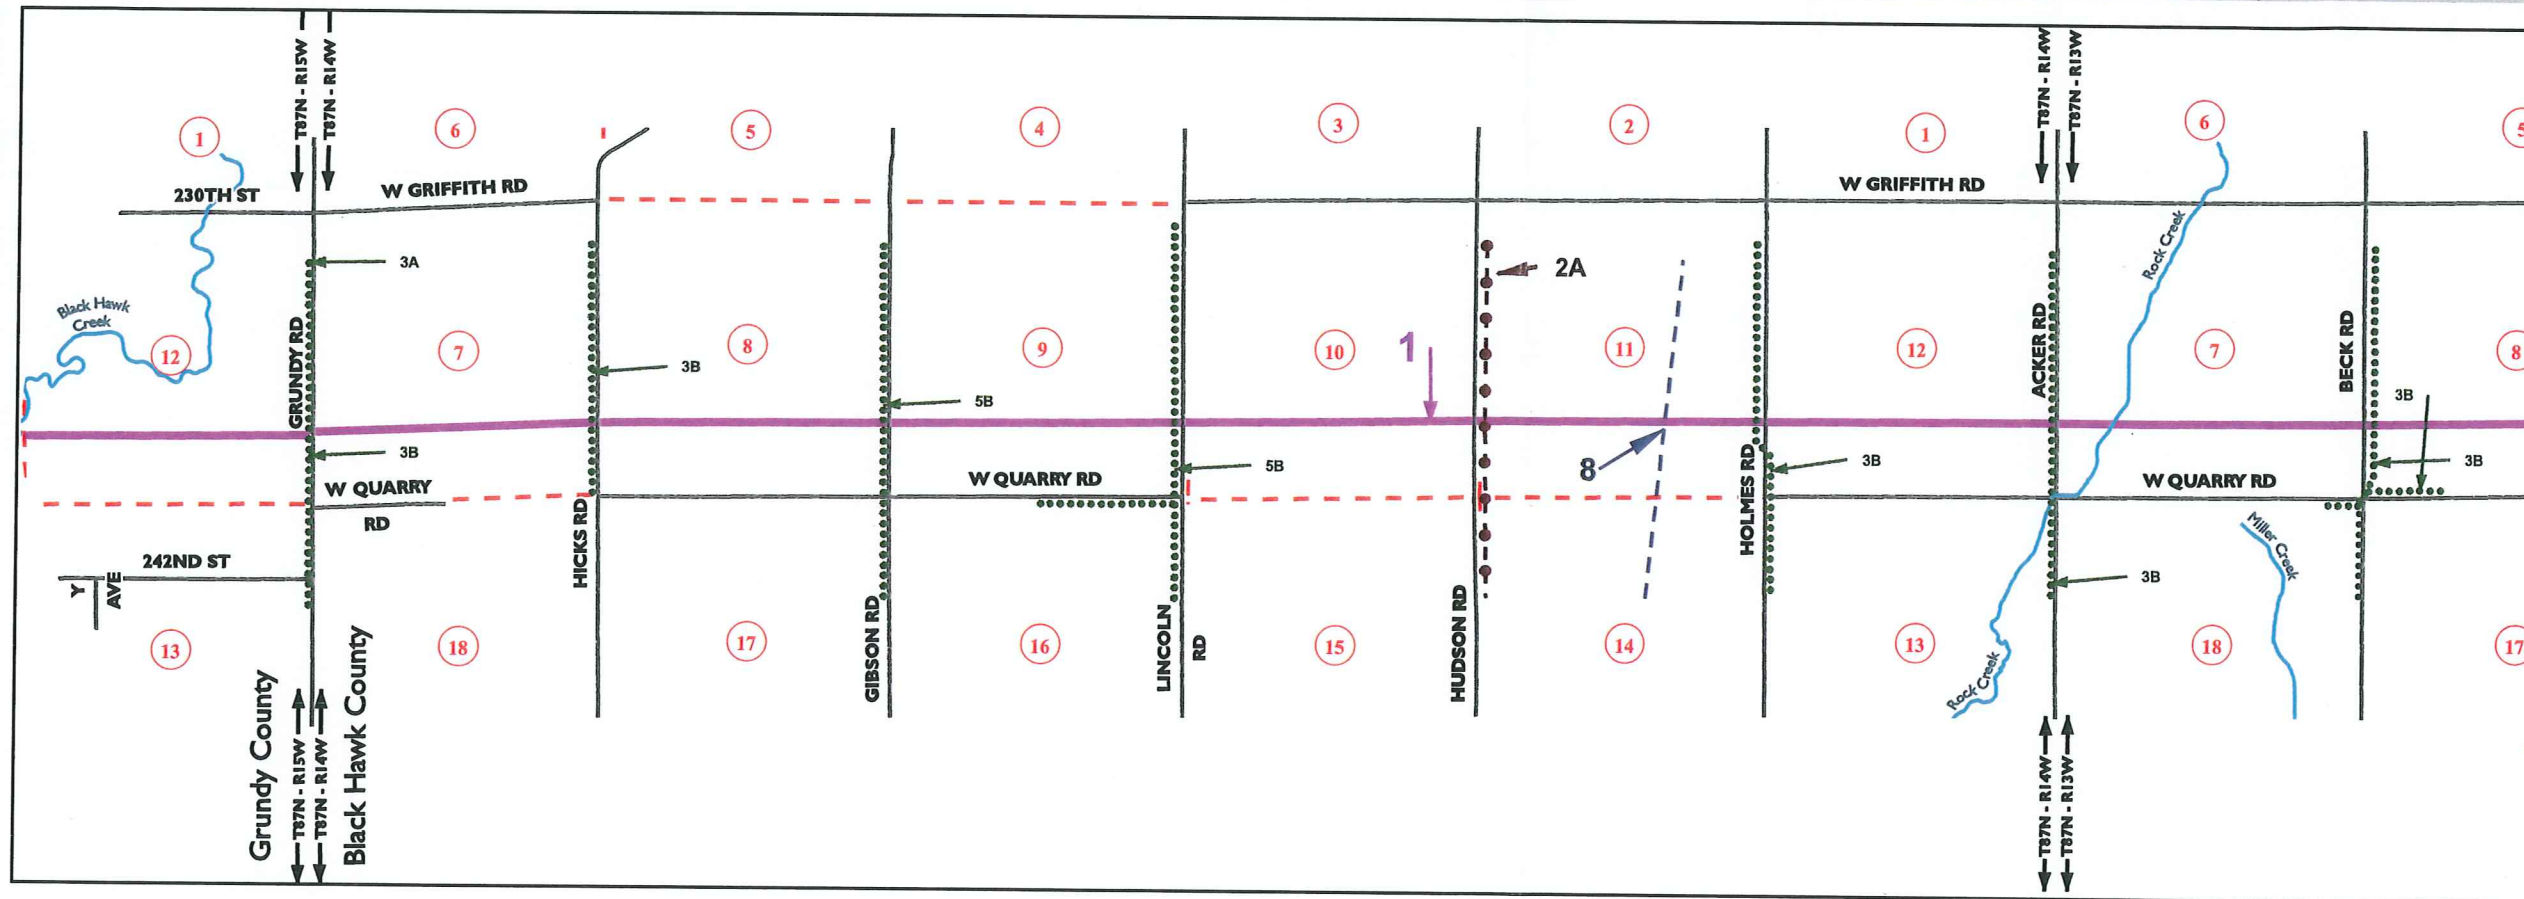 T87N - R15W
T87N - R14W
T87N - R14W
T87N - R13W
1
6
5
4
3
2
1
6
5
230TH ST
W GRIFFITH RD
W GRIFFITH RD
Rock Creek
3A
2A
Black Hawk
Creek
12
GRUNDY RD
7
3B
8
5B
9
10
1
11
12
ACKER RD
7
BECK RD
8
3B
3B
W QUARRY
RD
W QUARRY RD
5B
8
HOLMES RD
3B
W QUARRY RD
3B
242ND ST
Y
AVE
HICKS RD
3B
Miller Creek
13
18
17
GIBSON RD
16
LINCOLN
RD
15
HUDSON RD
14
13
Rock Creek
18
17
Grundy County
T87N - R15W
T87N - R14W
Black Hawk County
T87N - R14W
T87N - R13W